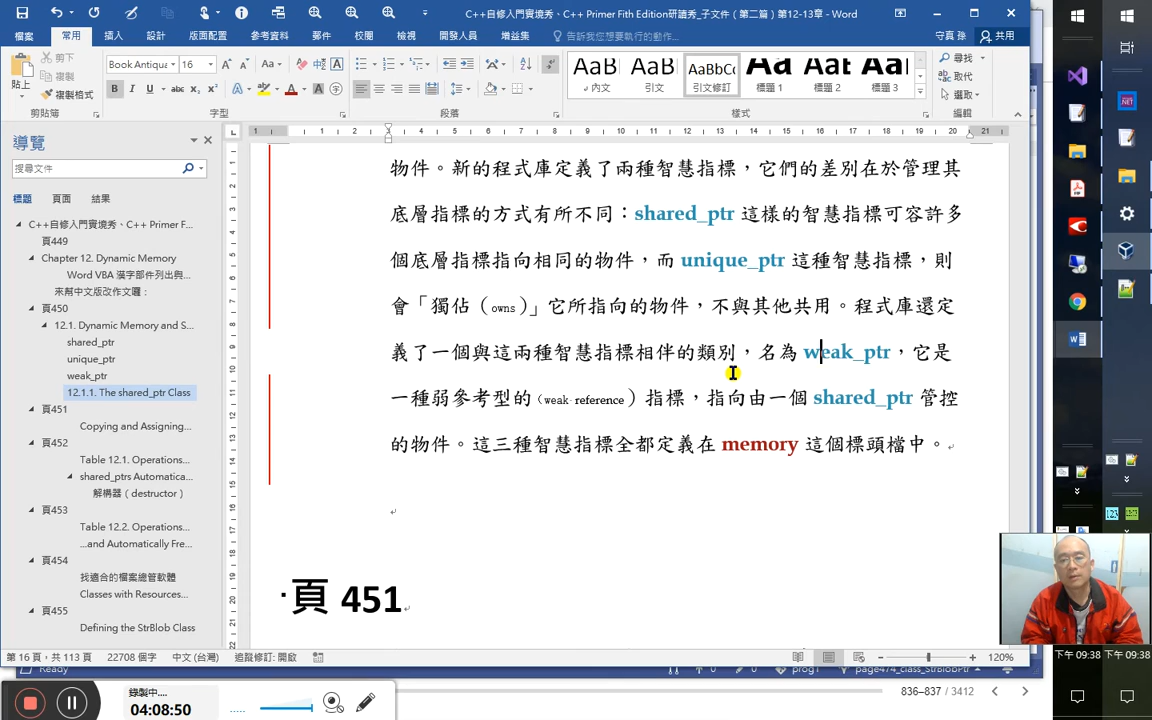 C++自修入門實境秀、C++ Primer Fith Edition研讀秀_子文件（第二篇）第12-13章 - Word
檔案 常用 插入 設計 版面配置 參考資料 郵件 校閱 檢視 開發人員 增益集 告訴我您想要執行的動作... 守真 孫 共用
貼上 剪下 複製 複製格式 剪貼簿
Book Antiqua 16 字型
段落
AaB 內文 AaB 引文 AaBbCc 引文修訂 Aa 標題 1 Aab 標題 2 Aa 標題 3 樣式
尋找 取代 選取 編輯
導覽
搜尋文件
標題 頁面 結果
C++自修入門實境秀、C++ Primer F...
頁449
Chapter 12. Dynamic Memory
Word VBA 漢字部件列出與...
來幫中文版改作文囉：
頁450
12.1. Dynamic Memory and S...
shared_ptr
unique_ptr
weak_ptr
12.1.1. The shared_ptr Class
頁451
Copying and Assigning...
頁452
Table 12.1. Operations...
shared_ptrs Automatica...
解構器（destructor）
頁453
Table 12.2. Operations...
...and Automatically Fre...
頁454
找適合的檔案總管軟體
Classes with Resources...
頁455
Defining the StrBlob Class
物件。新的程式庫定義了兩種智慧指標，它們的差別在於管理其
底層指標的方式有所不同：shared_ptr 這樣的智慧指標可容許多
個底層指標指向相同的物件，而 unique_ptr 這種智慧指標，則
會「獨佔（owns）」它所指向的物件，不與其他共用。程式庫還定
義了一個與這兩種智慧指標相伴的類別，名為 weak_ptr，它是
一種弱參考型的（weak reference）指標，指向由一個 shared_ptr 管控
的物件。這三種智慧指標全都定義在 memory 這個標頭檔中。
頁 451
第 16 頁，共 113 頁 22708 個字 中文 (台灣) 追蹤修訂: 開啟 120%
Ready 0 0 page474_class_StrBlobPtr prog1
836–837 / 3412
錄製中...
04:08:50
下午 09:38 下午 09:38